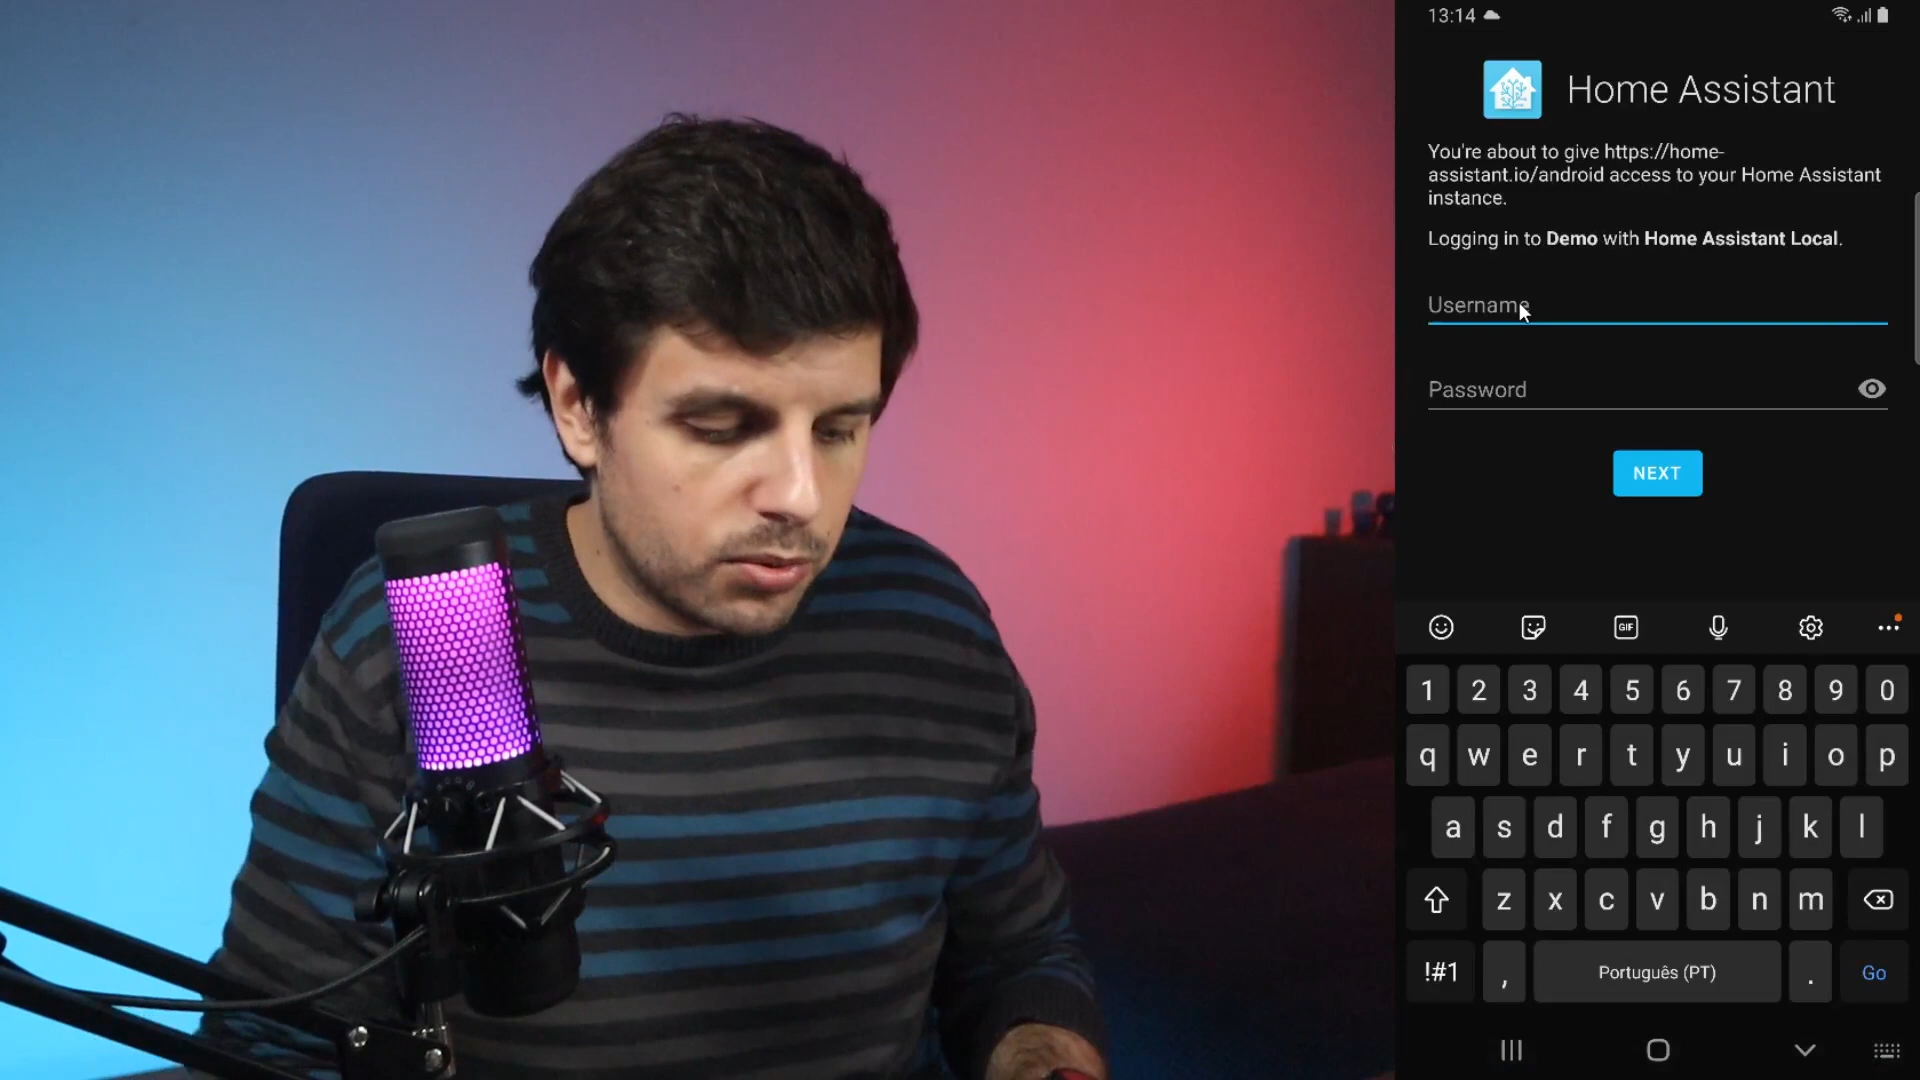 13:14
Home Assistant
You're about to give https://home-
assistant.io/android access to your Home Assistant
instance.
Logging in to Demo with Home Assistant Local.
Username
Password
NEXT
GIF
1 2 3 4 5 6 7 8 9 0
q w e r t y u i o p
a s d f g h j k l
z x c v b n m
!#1 , Português (PT) . Go